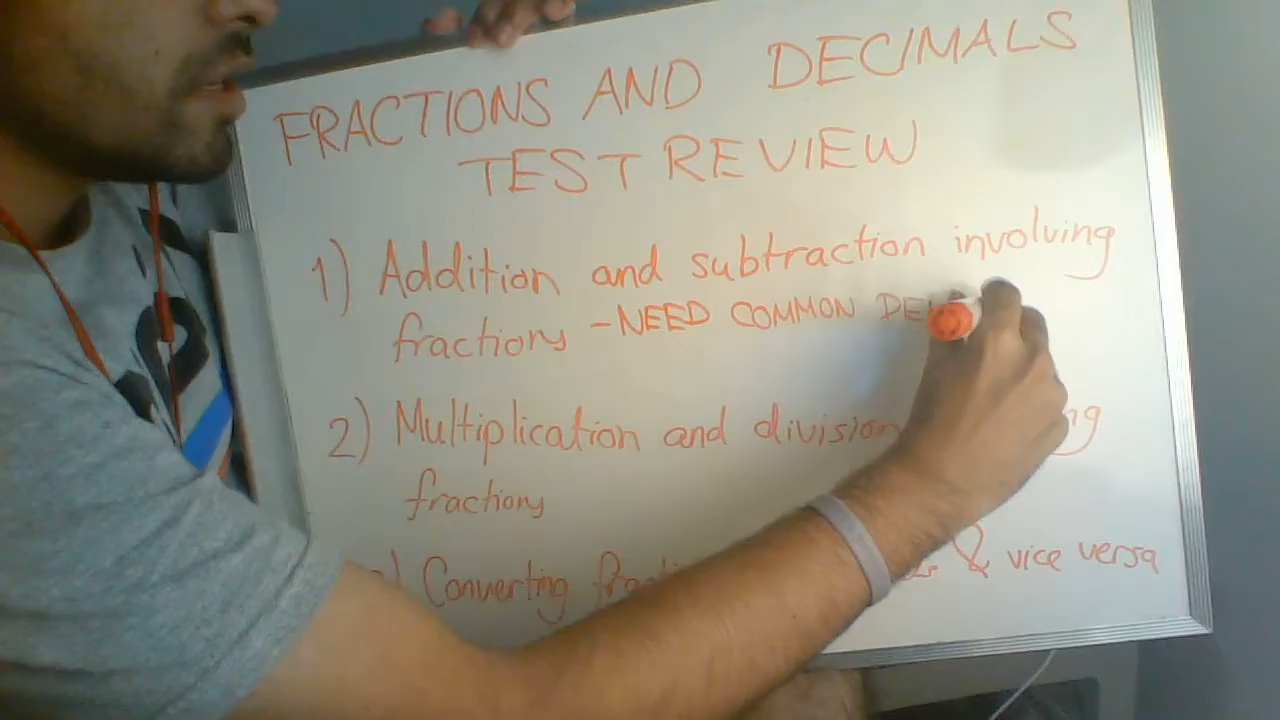 FRACTIONS AND DECIMALS
TEST REVIEW
1) Addition and subtraction involving
fractions - NEED COMMON
2) Multiplication and division
fractions
Converting & vice versa